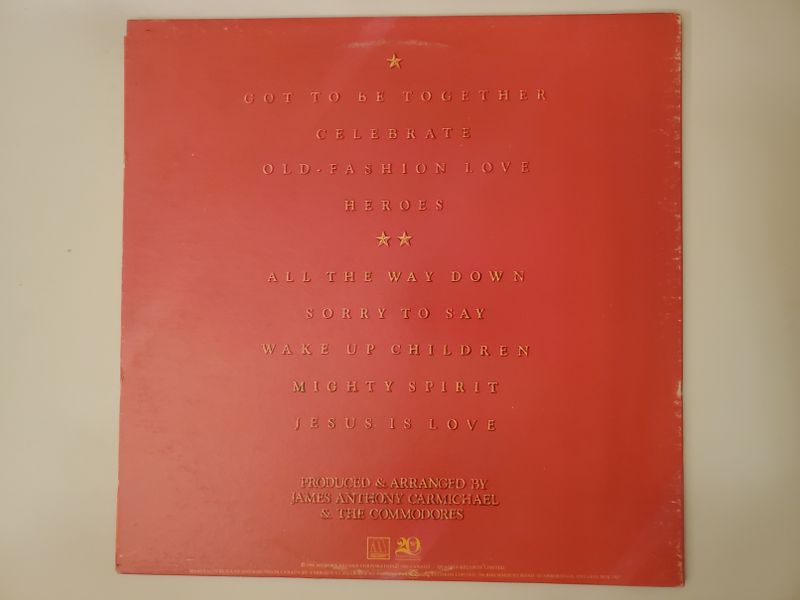 GOT TO BE TOGETHER
CELEBRATE
OLD-FASHION LOVE
HEROES
ALL THE WAY DOWN
SORRY TO SAY
WAKE UP CHILDREN
MIGHTY SPIRIT
JESUS IS LOVE
PRODUCED & ARRANGED BY
JAMES ANTHONY CARMICHAEL
& THE COMMODORES
M 20